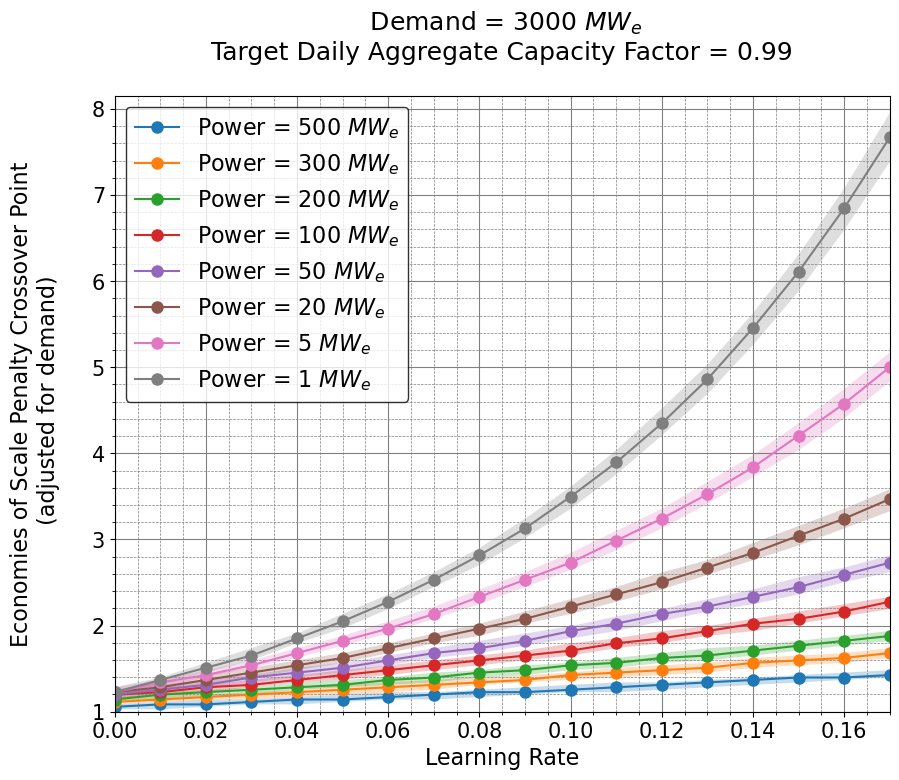 Demand = 3000 MWₑ
Target Daily Aggregate Capacity Factor = 0.99
Economies of Scale Penalty Crossover Point
(adjusted for demand)
8
7
6
5
4
3
2
1
Power = 500 MWₑ
Power = 300 MWₑ
Power = 200 MWₑ
Power = 100 MWₑ
Power = 50 MWₑ
Power = 20 MWₑ
Power = 5 MWₑ
Power = 1 MWₑ
0.00 0.02 0.04 0.06 0.08 0.10 0.12 0.14 0.16
Learning Rate